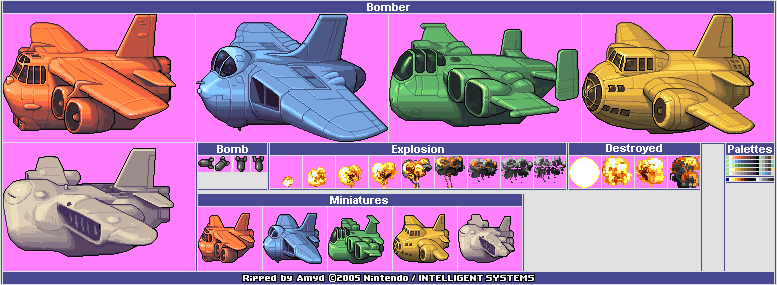 Bomber
Bomb
Explosion
Destroyed
Palettes
Miniatures
Ripped by Amyd ©2005 Nintendo / INTELLIGENT SYSTEMS